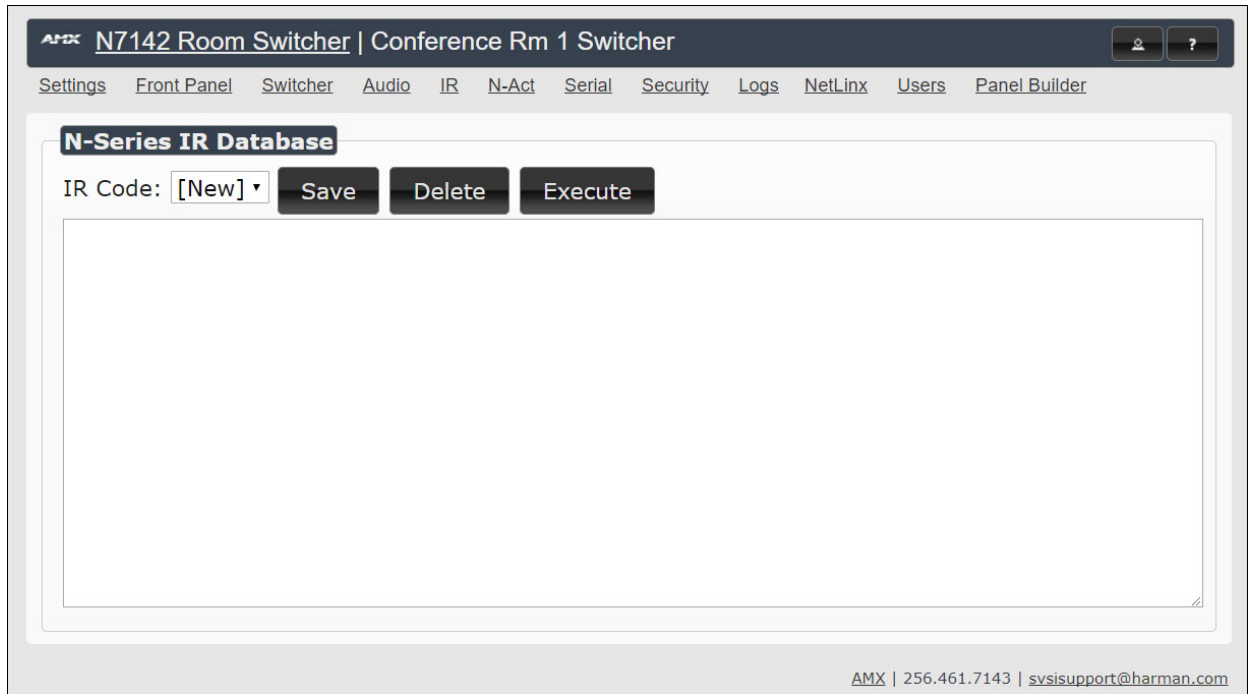 AMX N7142 Room Switcher | Conference Rm 1 Switcher ?
Settings Front Panel Switcher Audio IR N-Act Serial Security Logs NetLinx Users Panel Builder
N-Series IR Database
IR Code: [New] Save Delete Execute
AMX | 256.461.7143 | svsisupport@harman.com